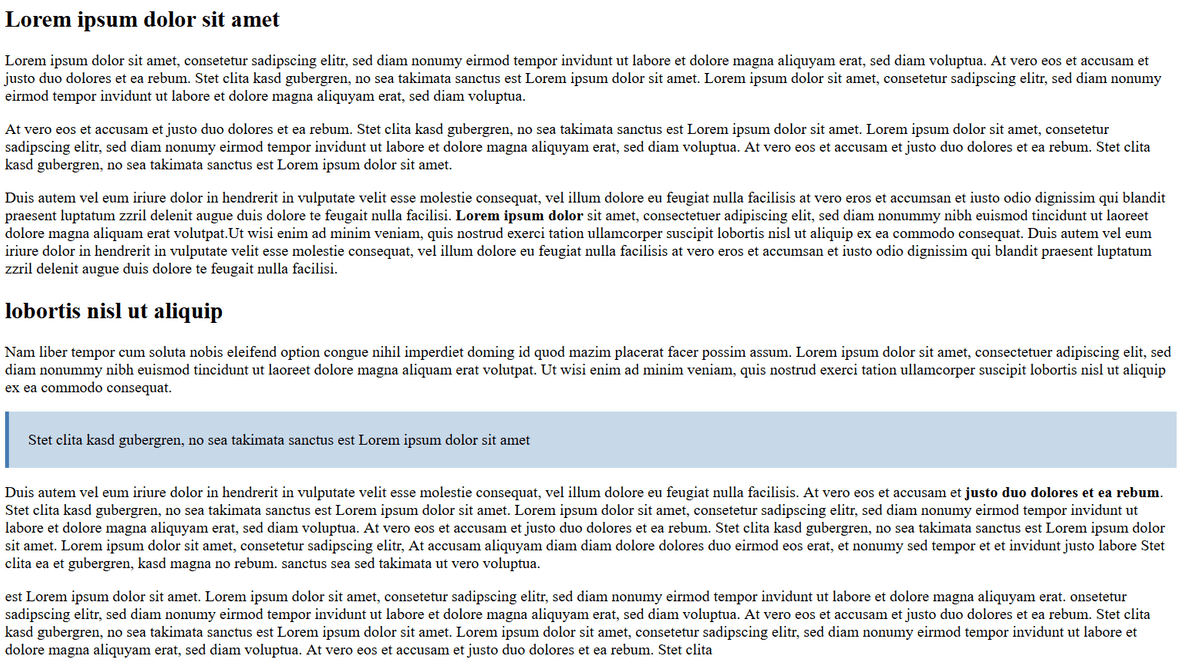 Lorem ipsum dolor sit amet
Lorem ipsum dolor sit amet, consetetur sadipscing elitr, sed diam nonumy eirmod tempor invidunt ut labore et dolore magna aliquyam erat, sed diam voluptua. At vero eos et accusam et
justo duo dolores et ea rebum. Stet clita kasd gubergren, no sea takimata sanctus est Lorem ipsum dolor sit amet. Lorem ipsum dolor sit amet, consetetur sadipscing elitr, sed diam nonumy
eirmod tempor invidunt ut labore et dolore magna aliquyam erat, sed diam voluptua.
At vero eos et accusam et justo duo dolores et ea rebum. Stet clita kasd gubergren, no sea takimata sanctus est Lorem ipsum dolor sit amet. Lorem ipsum dolor sit amet, consetetur
sadipscing elitr, sed diam nonumy eirmod tempor invidunt ut labore et dolore magna aliquyam erat, sed diam voluptua. At vero eos et accusam et justo duo dolores et ea rebum. Stet clita
kasd gubergren, no sea takimata sanctus est Lorem ipsum dolor sit amet.
Duis autem vel eum iriure dolor in hendrerit in vulputate velit esse molestie consequat, vel illum dolore eu feugiat nulla facilisis at vero eros et accumsan et iusto odio dignissim qui blandit
praesent luptatum zzril delenit augue duis dolore te feugait nulla facilisi. Lorem ipsum dolor sit amet, consectetuer adipiscing elit, sed diam nonummy nibh euismod tincidunt ut laoreet
dolore magna aliquam erat volutpat.Ut wisi enim ad minim veniam, quis nostrud exerci tation ullamcorper suscipit lobortis nisl ut aliquip ex ea commodo consequat. Duis autem vel eum
iriure dolor in hendrerit in vulputate velit esse molestie consequat, vel illum dolore eu feugiat nulla facilisis at vero eros et accumsan et iusto odio dignissim qui blandit praesent luptatum
zzril delenit augue duis dolore te feugait nulla facilisi.
lobortis nisl ut aliquip
Nam liber tempor cum soluta nobis eleifend option congue nihil imperdiet doming id quod mazim placerat facer possim assum. Lorem ipsum dolor sit amet, consectetuer adipiscing elit, sed
diam nonummy nibh euismod tincidunt ut laoreet dolore magna aliquam erat volutpat. Ut wisi enim ad minim veniam, quis nostrud exerci tation ullamcorper suscipit lobortis nisl ut aliquip
ex ea commodo consequat.
Stet clita kasd gubergren, no sea takimata sanctus est Lorem ipsum dolor sit amet
Duis autem vel eum iriure dolor in hendrerit in vulputate velit esse molestie consequat, vel illum dolore eu feugiat nulla facilisis. At vero eos et accusam et justo duo dolores et ea rebum.
Stet clita kasd gubergren, no sea takimata sanctus est Lorem ipsum dolor sit amet. Lorem ipsum dolor sit amet, consetetur sadipscing elitr, sed diam nonumy eirmod tempor invidunt ut
labore et dolore magna aliquyam erat, sed diam voluptua. At vero eos et accusam et justo duo dolores et ea rebum. Stet clita kasd gubergren, no sea takimata sanctus est Lorem ipsum dolor
sit amet. Lorem ipsum dolor sit amet, consetetur sadipscing elitr, At accusam aliquyam diam diam dolore dolores duo eirmod eos erat, et nonumy sed tempor et et invidunt justo labore Stet
clita ea et gubergren, kasd magna no rebum. sanctus sea sed takimata ut vero voluptua.
est Lorem ipsum dolor sit amet. Lorem ipsum dolor sit amet, consetetur sadipscing elitr, sed diam nonumy eirmod tempor invidunt ut labore et dolore magna aliquyam erat. onsetetur
sadipscing elitr, sed diam nonumy eirmod tempor invidunt ut labore et dolore magna aliquyam erat, sed diam voluptua. At vero eos et accusam et justo duo dolores et ea rebum. Stet clita
kasd gubergren, no sea takimata sanctus est Lorem ipsum dolor sit amet. Lorem ipsum dolor sit amet, consetetur sadipscing elitr, sed diam nonumy eirmod tempor invidunt ut labore et
dolore magna aliquyam erat, sed diam voluptua. At vero eos et accusam et justo duo dolores et ea rebum. Stet clita